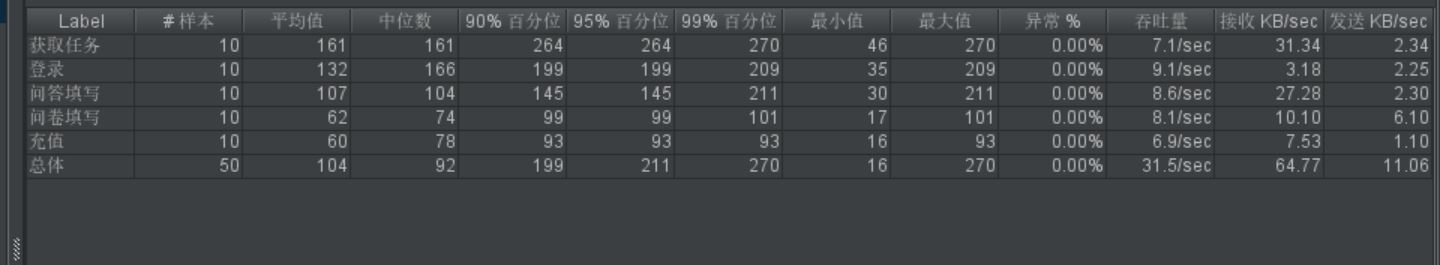 Label # 样本 平均值 中位数 90% 百分位 95% 百分位 99% 百分位 最小值 最大值 异常 % 吞吐量 接收 KB/sec 发送 KB/sec
获取任务 10 161 161 264 264 270 46 270 0.00% 7.1/sec 31.34 2.34
登录 10 132 166 199 199 209 35 209 0.00% 9.1/sec 3.18 2.25
问答填写 10 107 104 145 145 211 30 211 0.00% 8.6/sec 27.28 2.30
问卷填写 10 62 74 99 99 101 17 101 0.00% 8.1/sec 10.10 6.10
充值 10 60 78 93 93 93 16 93 0.00% 6.9/sec 7.53 1.10
总体 50 104 92 199 211 270 16 270 0.00% 31.5/sec 64.77 11.06